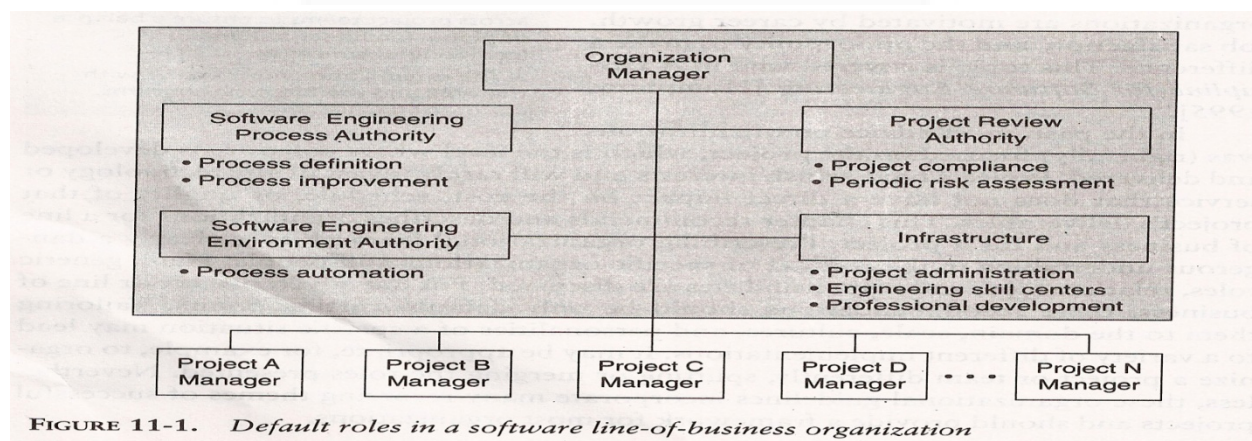 Organization
Manager
Software Engineering
Process Authority
• Process definition
• Process improvement
Project Review
Authority
• Project compliance
• Periodic risk assessment
Software Engineering
Environment Authority
• Process automation
Infrastructure
• Project administration
• Engineering skill centers
• Professional development
Project A
Manager
Project B
Manager
Project C
Manager
Project D
Manager
• • •
Project N
Manager
FIGURE 11-1. Default roles in a software line-of-business organization